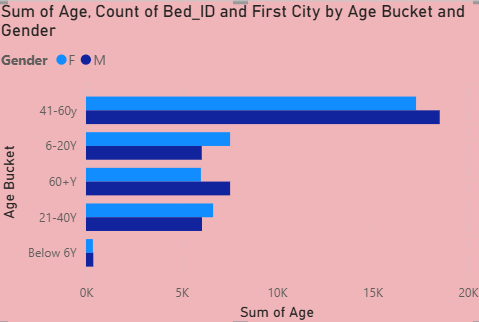 Sum of Age, Count of Bed_ID and First City by Age Bucket and
Gender
Gender F M
Age Bucket
41-60y
6-20Y
60+Y
21-40Y
Below 6Y
0K 5K 10K 15K 20K
Sum of Age